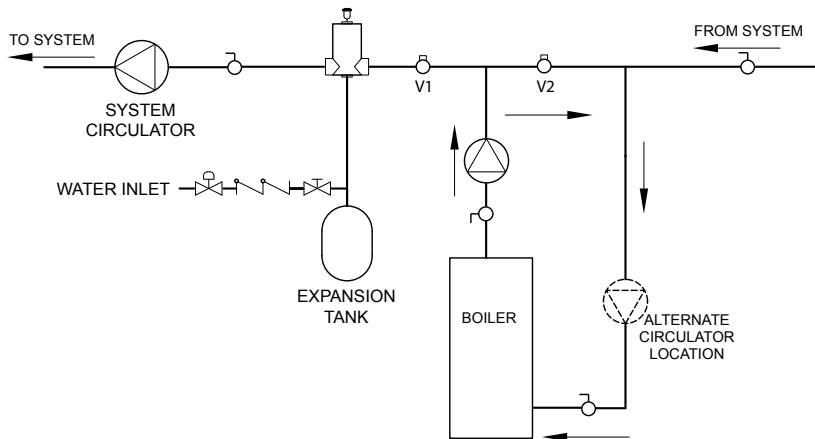 TO SYSTEM
FROM SYSTEM
V1
V2
SYSTEM
CIRCULATOR
WATER INLET
EXPANSION
TANK
BOILER
ALTERNATE
CIRCULATOR
LOCATION